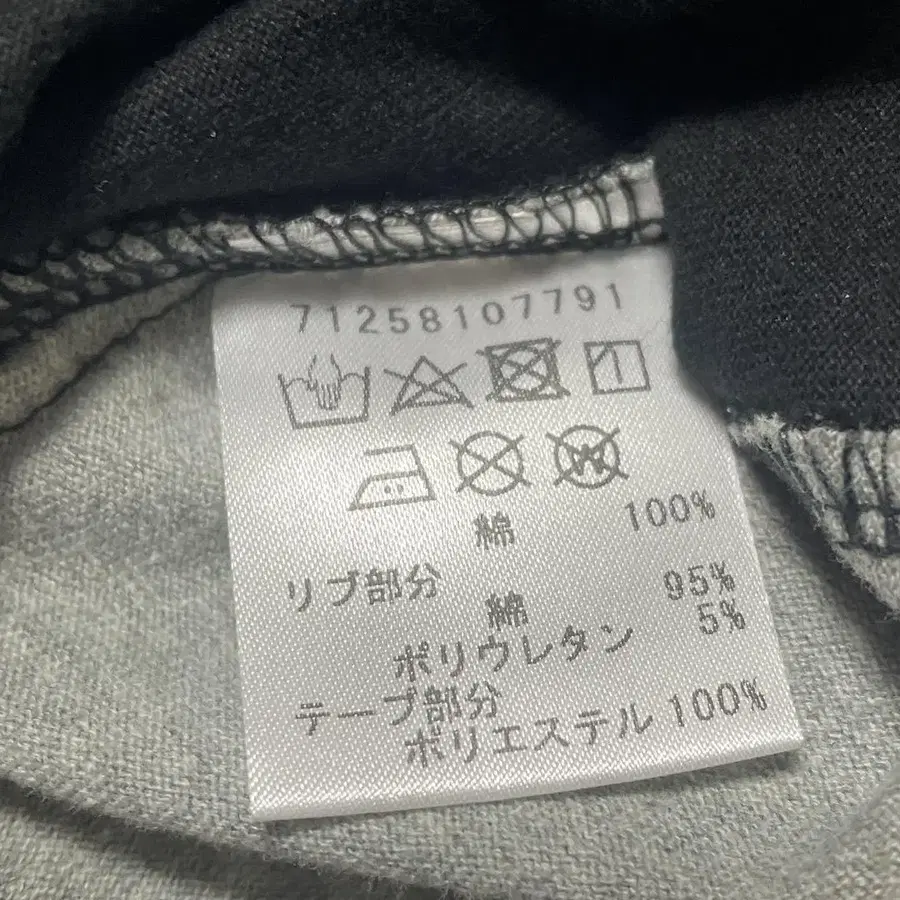 71258107791
綿 100%
リブ部分
綿 95%
ポリウレタン 5%
テープ部分
ポリエステル 100%